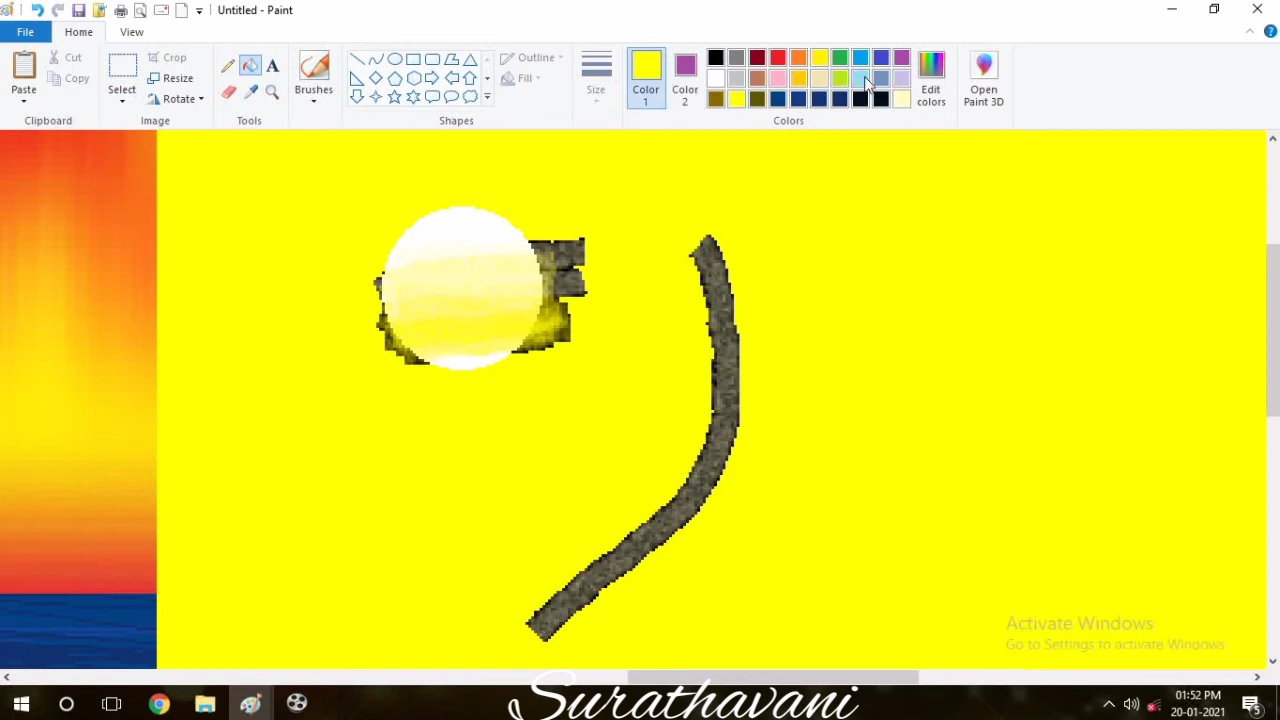 Untitled - Paint
File Home View
Paste
Cut
Copy
Clipboard
Select
Crop
Resize
Rotate
Image
A
Tools
Brushes
Outline
Fill
Shapes
Size
Color 1
Color 2
Colors
Edit colors
Open Paint 3D
Activate Windows
Go to Settings to activate Windows.
Surathavani
01:52 PM
20-01-2021
5